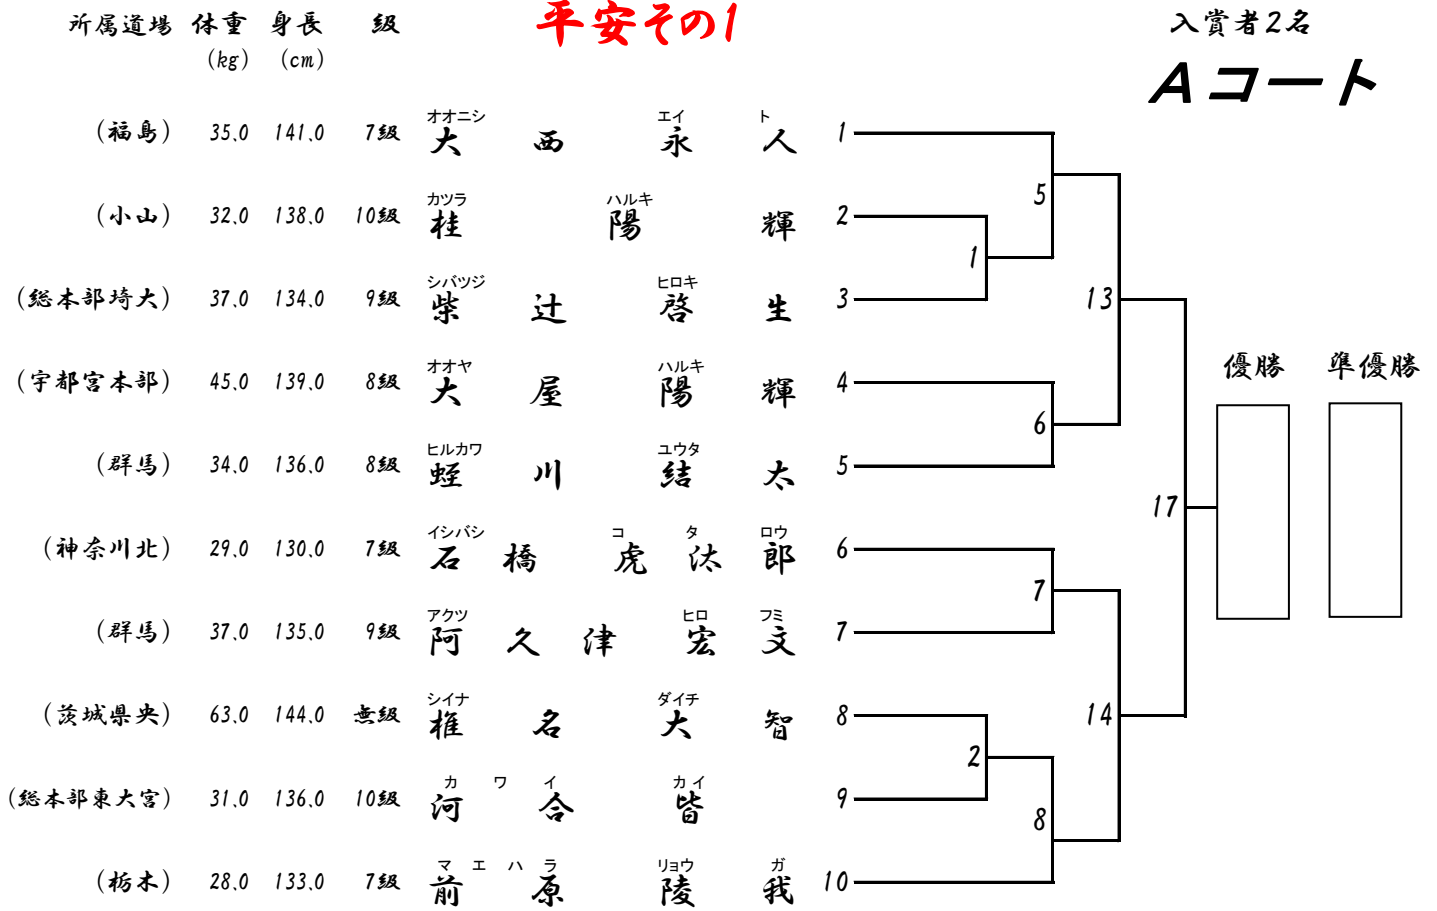 所属道場 体重 身長 級 平安その1 入賞者2名
(kg) (cm)
Aコート
オオニシ エイ ト
(福島) 35.0 141.0 7級 大西 永人 1
5
カツラ ハルキ
(小山) 32.0 138.0 10級 桂 陽輝 2
1
シバツジ ヒロキ
(総本部埼大) 37.0 134.0 9級 柴辻 啓生 3
13
優勝 準優勝
オオヤ ハルキ
(宇都宮本部) 45.0 139.0 8級 大屋 陽輝 4
6
ヒルカワ ユウタ
(群馬) 34.0 136.0 8級 蛭川 結太 5
17
イシバシ コ タ ロウ
(神奈川北) 29.0 130.0 7級 石橋 虎汰郎 6
7
アクツ ヒロ フミ
(群馬) 37.0 135.0 9級 阿久津 宏文 7
シイナ ダイチ
(茨城県央) 63.0 144.0 無級 椎名 大智 8
14
2
カワイ カイ
(総本部東大宮) 31.0 136.0 10級 河合 皆 9
8
マエハラ リョウ ガ
(栃木) 28.0 133.0 7級 前原 陵我 10